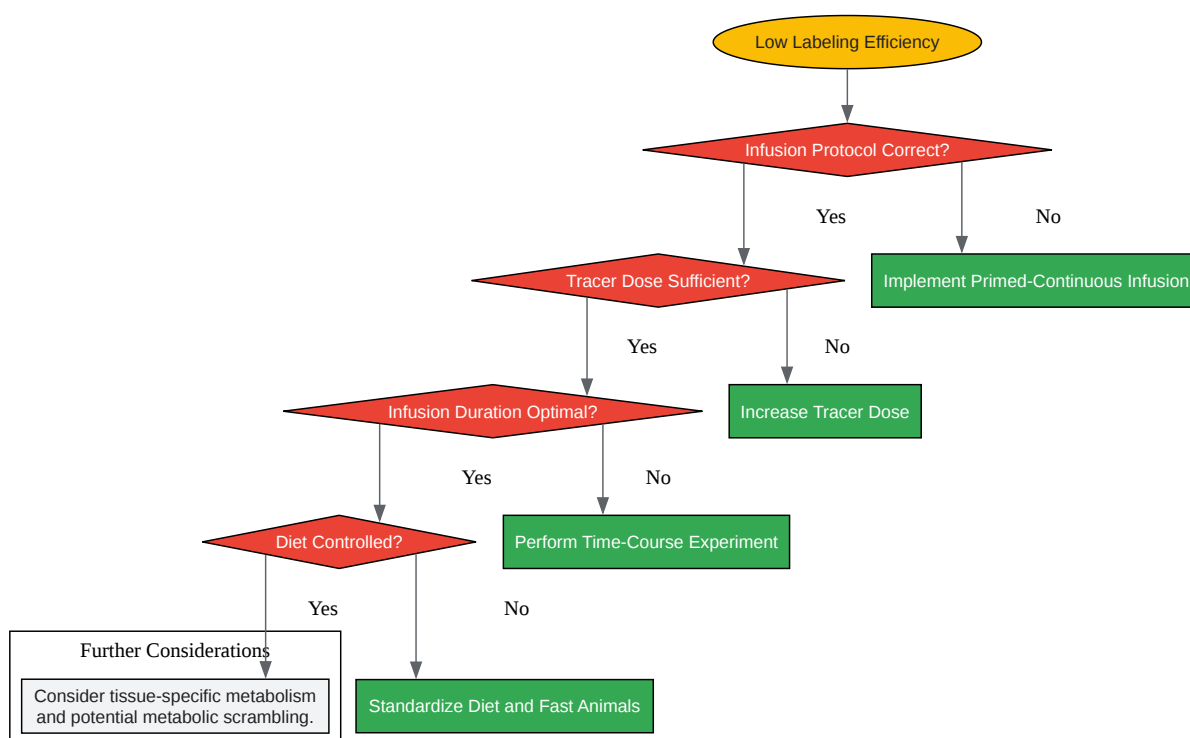 Low Labeling Efficiency
Infusion Protocol Correct?
Yes
No
Tracer Dose Sufficient?
Implement Primed-Continuous Infusion
Yes
No
Infusion Duration Optimal?
Increase Tracer Dose
Yes
No
Diet Controlled?
Perform Time-Course Experiment
Yes
No
Further Considerations
Consider tissue-specific metabolism
and potential metabolic scrambling.
Standardize Diet and Fast Animals